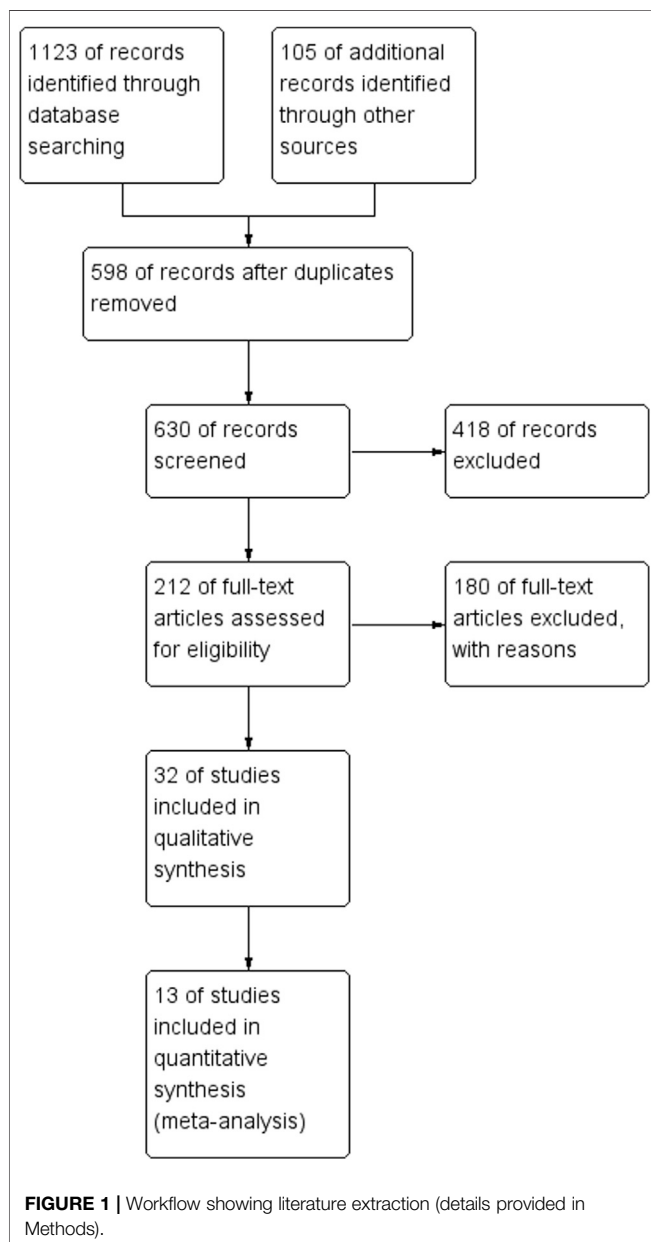 1123 of records
identified through
database
searching
105 of additional
records identified
through other
sources
598 of records after duplicates
removed
630 of records
screened
418 of records
excluded
212 of full-text
articles assessed
for eligibility
180 of full-text
articles excluded,
with reasons
32 of studies
included in
qualitative
synthesis
13 of studies
included in
quantitative
synthesis
(meta-analysis)
FIGURE 1 | Workflow showing literature extraction (details provided in
Methods).